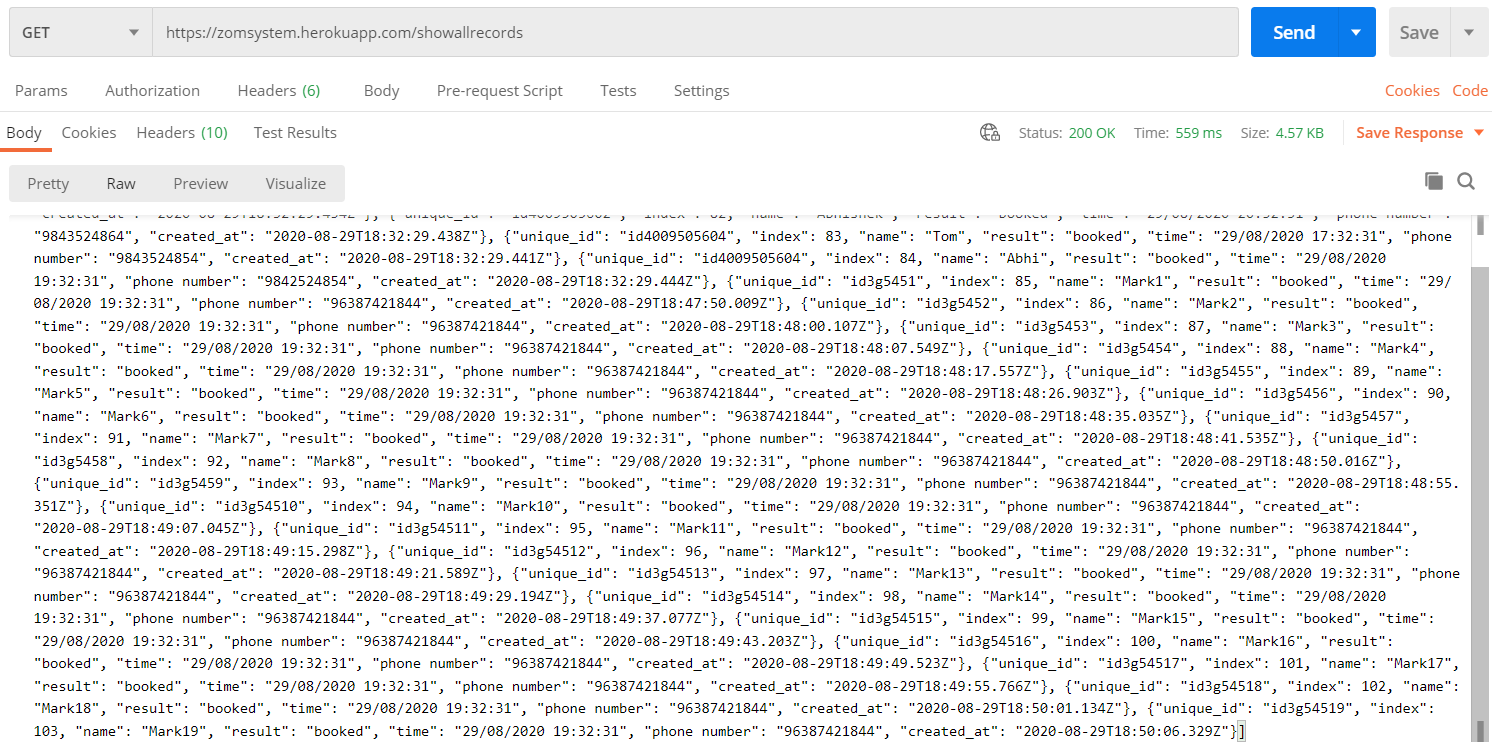 GET
https://zomsystem.herokuapp.com/showallrecords
Send
Save
Params Authorization Headers (6) Body Pre-request Script Tests Settings Cookies Code
Body Cookies Headers (10) Test Results Status: 200 OK Time: 559 ms Size: 4.57 KB Save Response
Pretty Raw Preview Visualize
"created_at": "2020-08-29T18:32:29.434Z"}, {"unique_id": "id4009505602", "index": 82, "name": "Abhishek", "result": "booked", "time": "29/08/2020 20:32:31", "phone number":
"9843524864", "created_at": "2020-08-29T18:32:29.438Z"}, {"unique_id": "id4009505604", "index": 83, "name": "Tom", "result": "booked", "time": "29/08/2020 17:32:31", "phone
number": "9843524854", "created_at": "2020-08-29T18:32:29.441Z"}, {"unique_id": "id4009505604", "index": 84, "name": "Abhi", "result": "booked", "time": "29/08/2020
19:32:31", "phone number": "9842524854", "created_at": "2020-08-29T18:32:29.444Z"}, {"unique_id": "id3g5451", "index": 85, "name": "Mark1", "result": "booked", "time": "29/
08/2020 19:32:31", "phone number": "96387421844", "created_at": "2020-08-29T18:47:50.009Z"}, {"unique_id": "id3g5452", "index": 86, "name": "Mark2", "result": "booked",
"time": "29/08/2020 19:32:31", "phone number": "96387421844", "created_at": "2020-08-29T18:48:00.107Z"}, {"unique_id": "id3g5453", "index": 87, "name": "Mark3", "result":
"booked", "time": "29/08/2020 19:32:31", "phone number": "96387421844", "created_at": "2020-08-29T18:48:07.549Z"}, {"unique_id": "id3g5454", "index": 88, "name": "Mark4",
"result": "booked", "time": "29/08/2020 19:32:31", "phone number": "96387421844", "created_at": "2020-08-29T18:48:17.557Z"}, {"unique_id": "id3g5455", "index": 89, "name":
"Mark5", "result": "booked", "time": "29/08/2020 19:32:31", "phone number": "96387421844", "created_at": "2020-08-29T18:48:26.903Z"}, {"unique_id": "id3g5456", "index": 90,
"name": "Mark6", "result": "booked", "time": "29/08/2020 19:32:31", "phone number": "96387421844", "created_at": "2020-08-29T18:48:35.035Z"}, {"unique_id": "id3g5457",
"index": 91, "name": "Mark7", "result": "booked", "time": "29/08/2020 19:32:31", "phone number": "96387421844", "created_at": "2020-08-29T18:48:41.535Z"}, {"unique_id":
"id3g5458", "index": 92, "name": "Mark8", "result": "booked", "time": "29/08/2020 19:32:31", "phone number": "96387421844", "created_at": "2020-08-29T18:48:50.016Z"},
{"unique_id": "id3g5459", "index": 93, "name": "Mark9", "result": "booked", "time": "29/08/2020 19:32:31", "phone number": "96387421844", "created_at": "2020-08-29T18:48:55.
351Z"}, {"unique_id": "id3g54510", "index": 94, "name": "Mark10", "result": "booked", "time": "29/08/2020 19:32:31", "phone number": "96387421844", "created_at":
"2020-08-29T18:49:07.045Z"}, {"unique_id": "id3g54511", "index": 95, "name": "Mark11", "result": "booked", "time": "29/08/2020 19:32:31", "phone number": "96387421844",
"created_at": "2020-08-29T18:49:15.298Z"}, {"unique_id": "id3g54512", "index": 96, "name": "Mark12", "result": "booked", "time": "29/08/2020 19:32:31", "phone number":
"96387421844", "created_at": "2020-08-29T18:49:21.589Z"}, {"unique_id": "id3g54513", "index": 97, "name": "Mark13", "result": "booked", "time": "29/08/2020 19:32:31", "phone
number": "96387421844", "created_at": "2020-08-29T18:49:29.194Z"}, {"unique_id": "id3g54514", "index": 98, "name": "Mark14", "result": "booked", "time": "29/08/2020
19:32:31", "phone number": "96387421844", "created_at": "2020-08-29T18:49:37.077Z"}, {"unique_id": "id3g54515", "index": 99, "name": "Mark15", "result": "booked", "time":
"29/08/2020 19:32:31", "phone number": "96387421844", "created_at": "2020-08-29T18:49:43.203Z"}, {"unique_id": "id3g54516", "index": 100, "name": "Mark16", "result":
"booked", "time": "29/08/2020 19:32:31", "phone number": "96387421844", "created_at": "2020-08-29T18:49:49.523Z"}, {"unique_id": "id3g54517", "index": 101, "name": "Mark17",
"result": "booked", "time": "29/08/2020 19:32:31", "phone number": "96387421844", "created_at": "2020-08-29T18:49:55.766Z"}, {"unique_id": "id3g54518", "index": 102, "name":
"Mark18", "result": "booked", "time": "29/08/2020 19:32:31", "phone number": "96387421844", "created_at": "2020-08-29T18:50:01.134Z"}, {"unique_id": "id3g54519", "index":
103, "name": "Mark19", "result": "booked", "time": "29/08/2020 19:32:31", "phone number": "96387421844", "created_at": "2020-08-29T18:50:06.329Z"}]